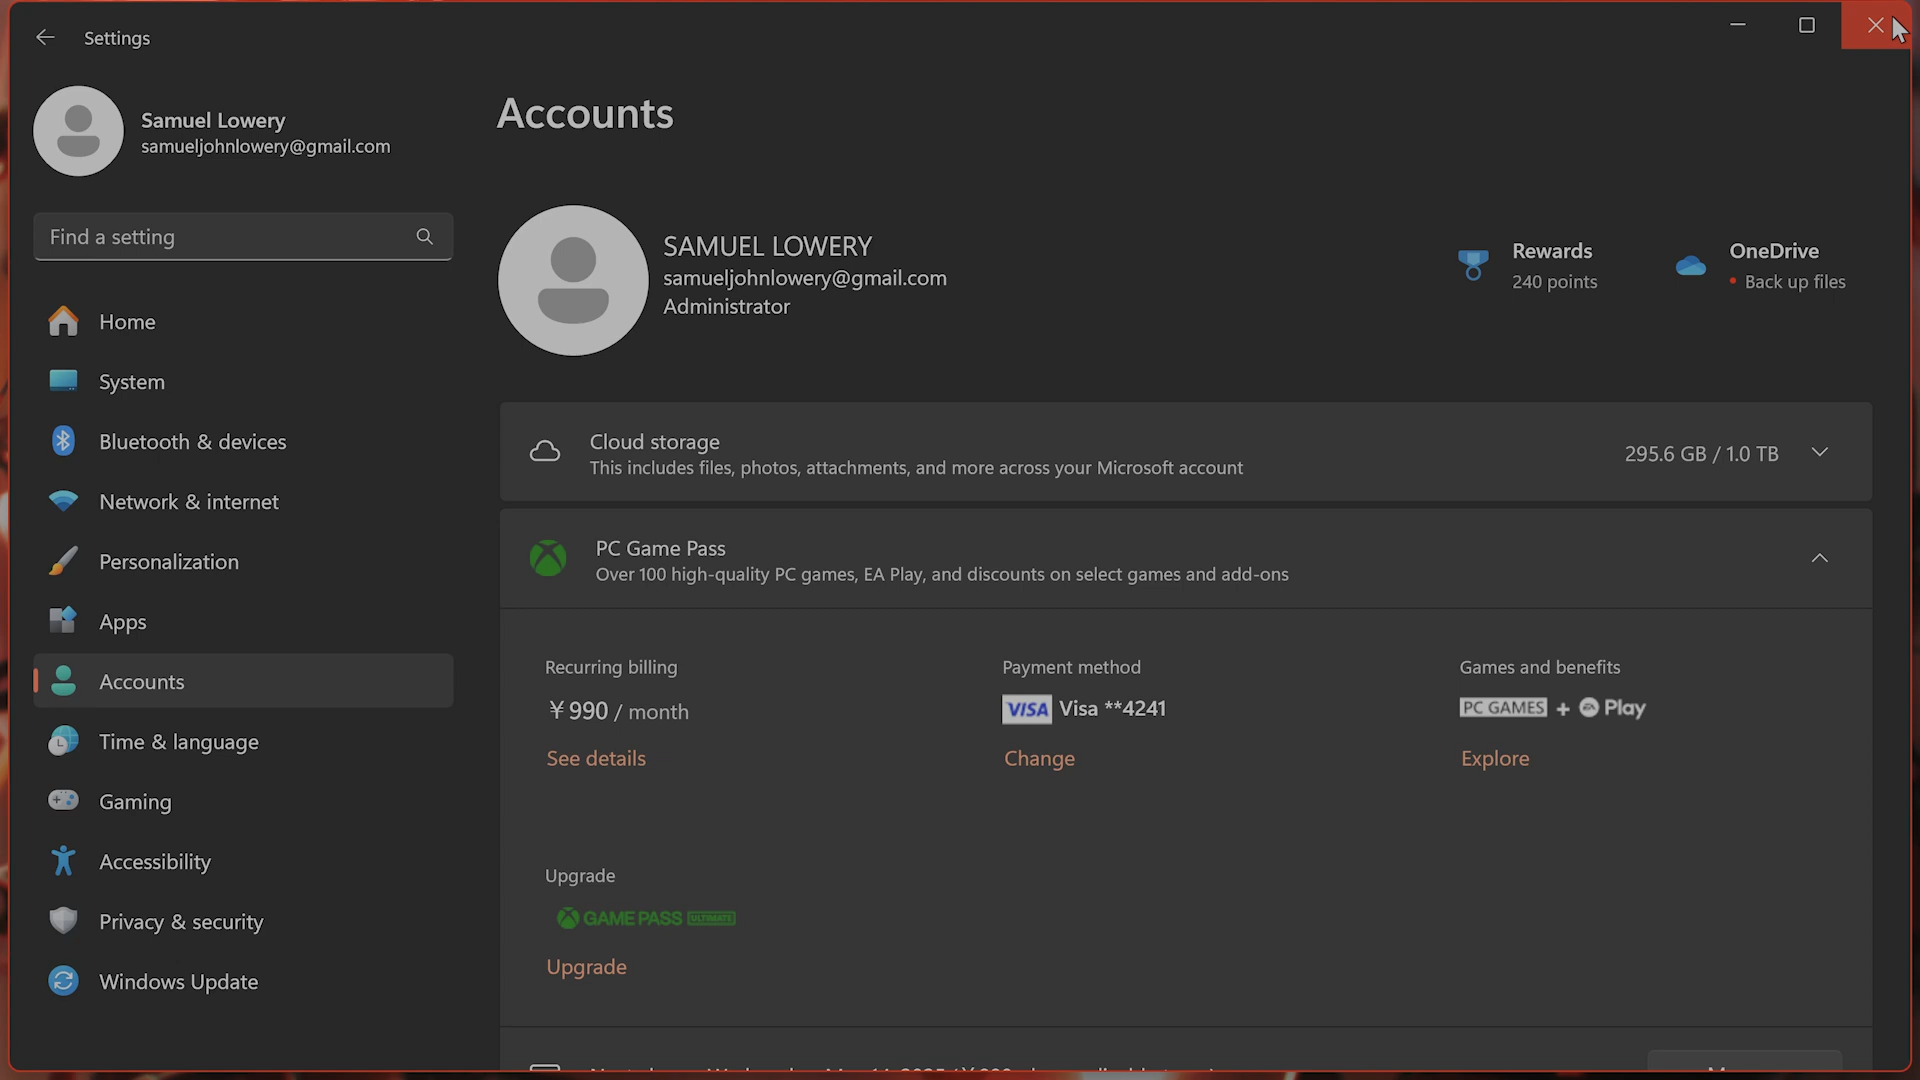 Settings
Samuel Lowery
samueljohnlowery@gmail.com
Find a setting
Home
System
Bluetooth & devices
Network & internet
Personalization
Apps
Accounts
Time & language
Gaming
Accessibility
Privacy & security
Windows Update
Accounts
SAMUEL LOWERY
samueljohnlowery@gmail.com
Administrator
Rewards
240 points
OneDrive
• Back up files
Cloud storage
This includes files, photos, attachments, and more across your Microsoft account
295.6 GB / 1.0 TB
PC Game Pass
Over 100 high-quality PC games, EA Play, and discounts on select games and add-ons
Recurring billing
¥990 / month
See details
Payment method
VISA Visa **4241
Change
Games and benefits
PC GAMES + EA Play
Explore
Upgrade
GAME PASS ULTIMATE
Upgrade